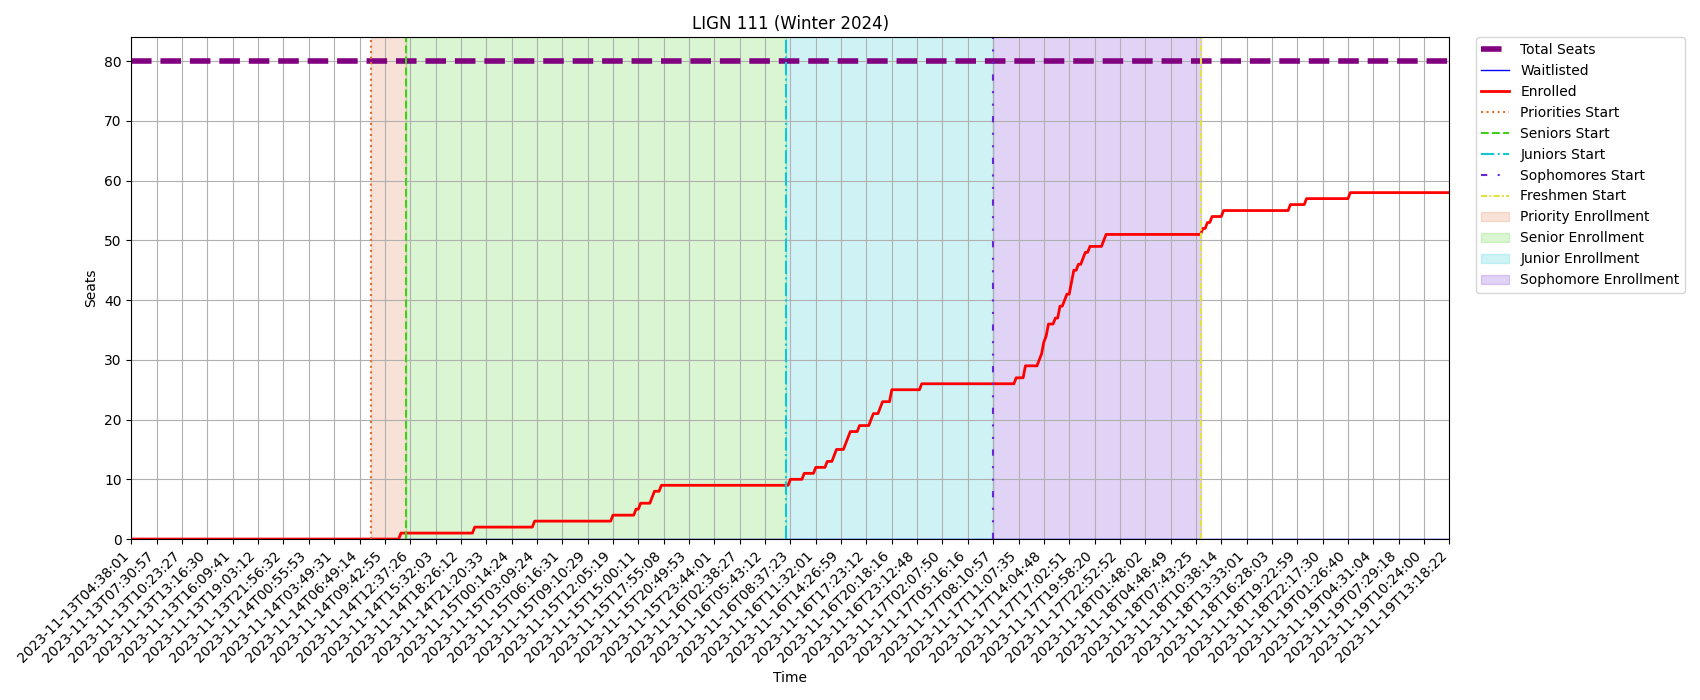 LIGN 111 (Winter 2024)
Seats
80
70
60
50
40
30
20
10
0
2023-11-13T04:38:01
2023-11-13T07:30:57
2023-11-13T10:23:27
2023-11-13T13:16:30
2023-11-13T16:09:41
2023-11-13T19:03:12
2023-11-13T21:56:32
2023-11-14T00:55:53
2023-11-14T03:49:31
2023-11-14T06:49:14
2023-11-14T09:42:55
2023-11-14T12:37:26
2023-11-14T15:32:03
2023-11-14T18:26:12
2023-11-14T21:20:33
2023-11-15T00:14:24
2023-11-15T03:09:24
2023-11-15T06:16:31
2023-11-15T09:10:29
2023-11-15T12:05:19
2023-11-15T15:00:11
2023-11-15T17:55:08
2023-11-15T20:49:53
2023-11-15T23:44:01
2023-11-16T02:38:27
2023-11-16T05:43:12
2023-11-16T08:37:23
2023-11-16T11:32:01
2023-11-16T14:26:59
2023-11-16T17:23:12
2023-11-16T20:18:16
2023-11-16T23:12:48
2023-11-17T02:07:50
2023-11-17T05:16:16
2023-11-17T08:10:57
2023-11-17T11:07:35
2023-11-17T14:04:48
2023-11-17T17:02:51
2023-11-17T19:58:20
2023-11-17T22:52:52
2023-11-18T01:48:02
2023-11-18T04:48:49
2023-11-18T07:43:25
2023-11-18T10:38:14
2023-11-18T13:33:01
2023-11-18T16:28:03
2023-11-18T19:22:59
2023-11-18T22:17:30
2023-11-19T01:26:40
2023-11-19T04:31:04
2023-11-19T07:29:18
2023-11-19T10:24:00
2023-11-19T13:18:22
Time
Total Seats
Waitlisted
Enrolled
Priorities Start
Seniors Start
Juniors Start
Sophomores Start
Freshmen Start
Priority Enrollment
Senior Enrollment
Junior Enrollment
Sophomore Enrollment